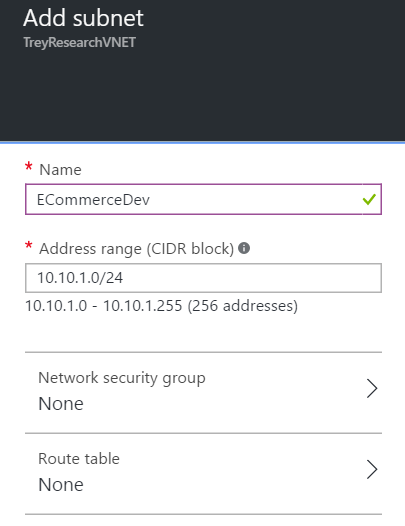 Add subnet
TreyResearchVNET
* Name
ECommerceDev
* Address range (CIDR block)
10.10.1.0/24
10.10.1.0 - 10.10.1.255 (256 addresses)
Network security group
None
Route table
None